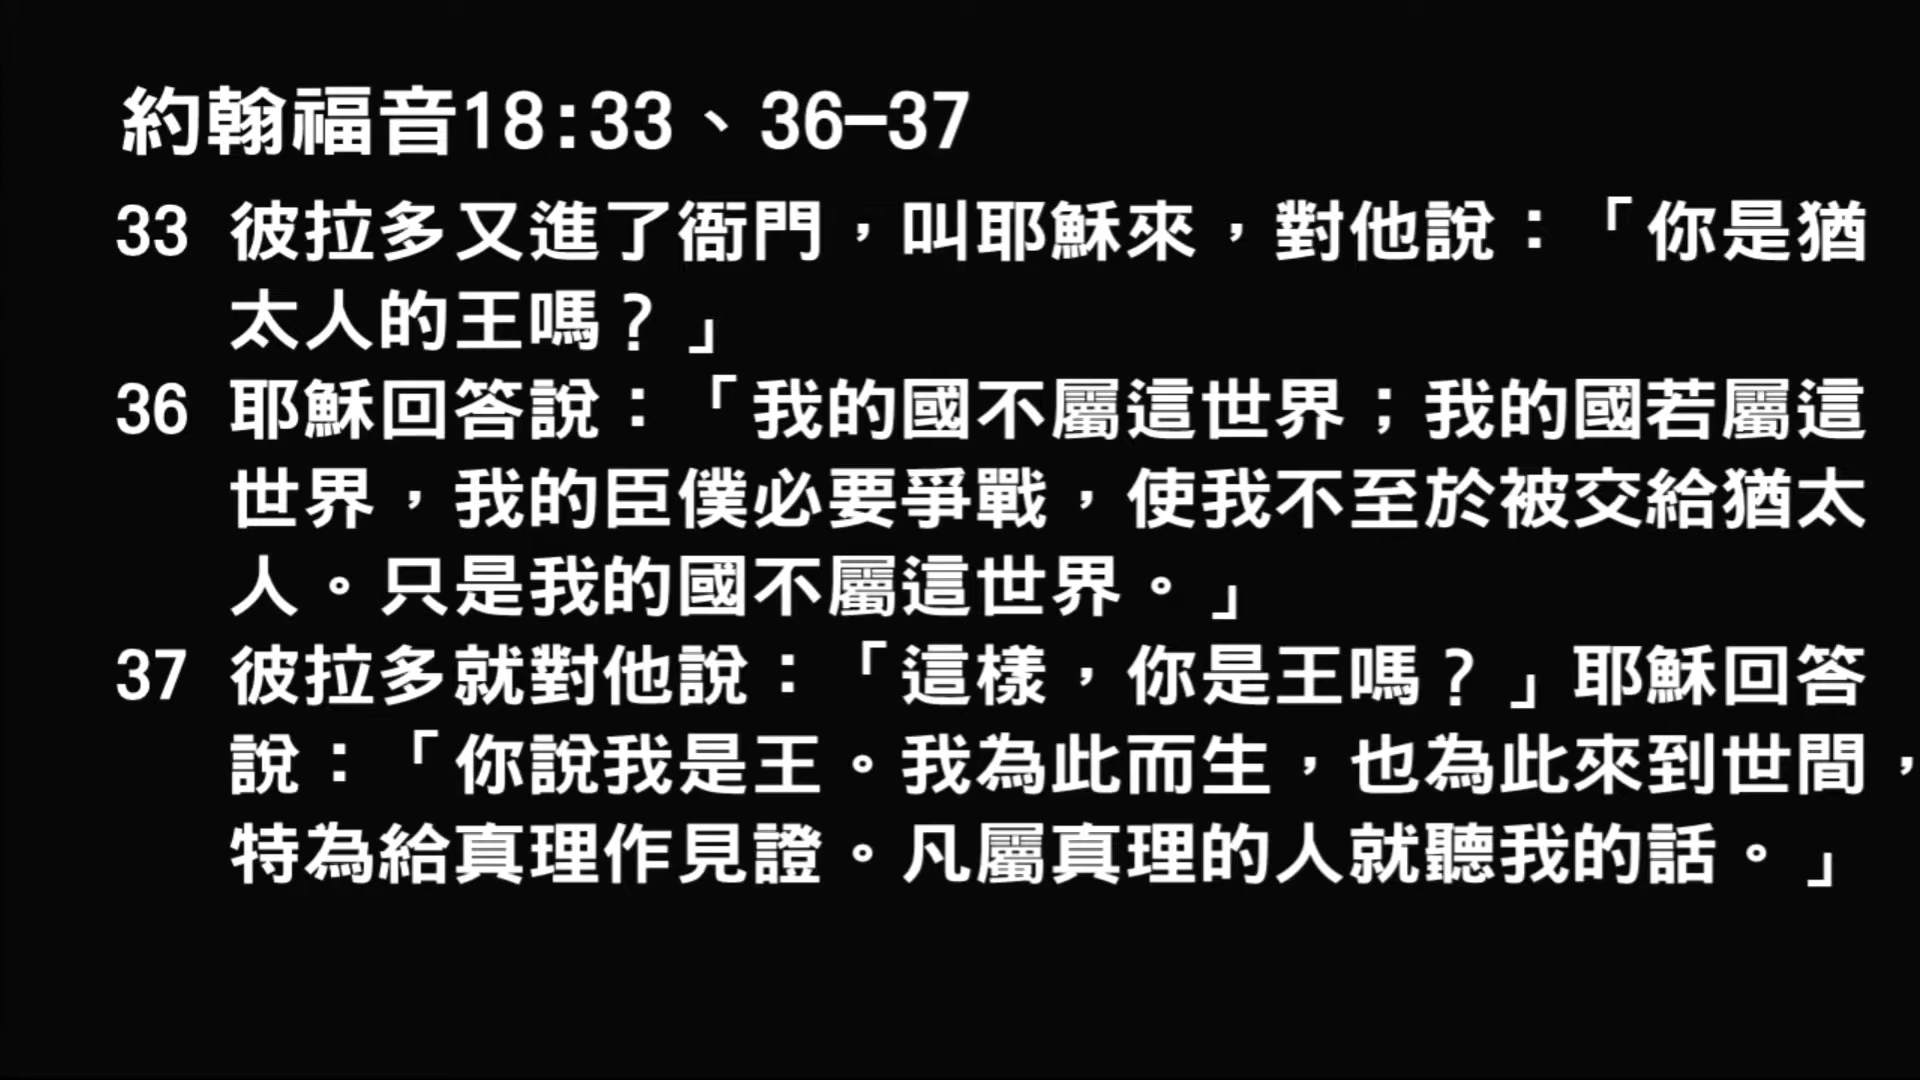 約翰福音18:33、36-37
33 彼拉多又進了衙門，叫耶穌來，對他說：「你是猶
太人的王嗎？」
36 耶穌回答說：「我的國不屬這世界；我的國若屬這
世界，我的臣僕必要爭戰，使我不至於被交給猶太
人。只是我的國不屬這世界。」
37 彼拉多就對他說：「這樣，你是王嗎？」耶穌回答
說：「你說我是王。我為此而生，也為此來到世間，
特為給真理作見證。凡屬真理的人就聽我的話。」